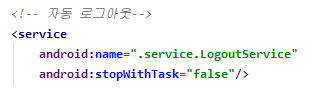 <!-- 자동 로그아웃-->
<service
android:name=".service.LogoutService"
android:stopWithTask="false"/>